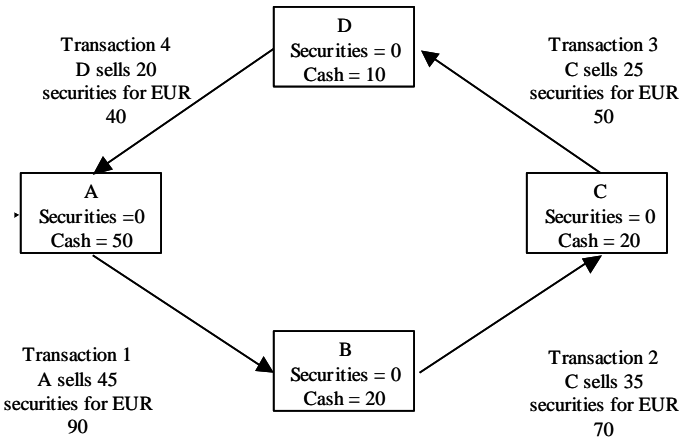 D
Securities = 0
Cash = 10
Transaction 4
D sells 20
securities for EUR
40
Transaction 3
C sells 25
securities for EUR
50
A
Securities =0
Cash = 50
C
Securities = 0
Cash = 20
B
Securities = 0
Cash = 20
Transaction 1
A sells 45
securities for EUR
90
Transaction 2
C sells 35
securities for EUR
70